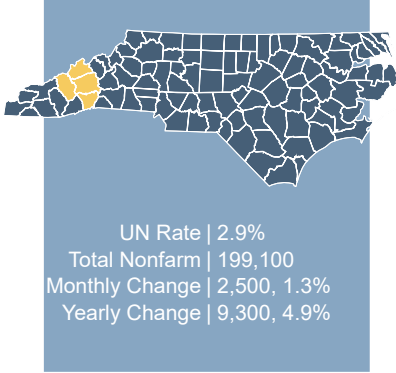 UN Rate | 2.9%
Total Nonfarm | 199,100
Monthly Change | 2,500, 1.3%
Yearly Change | 9,300, 4.9%